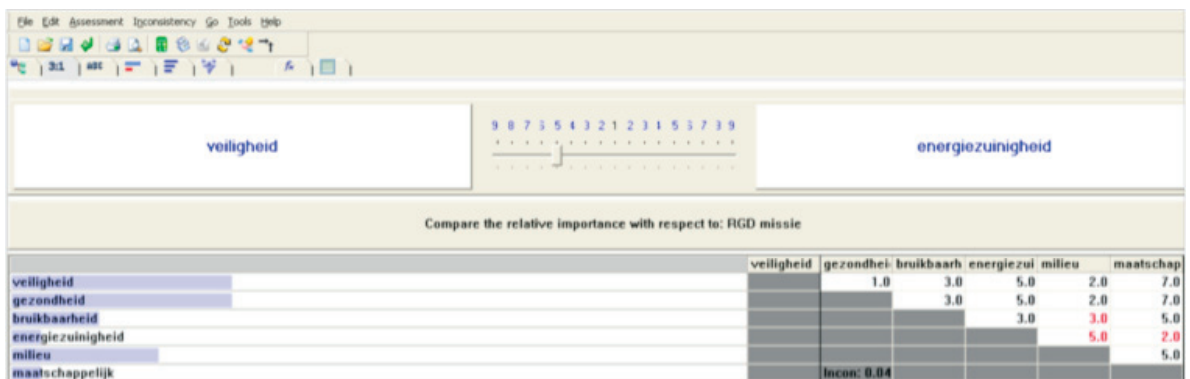 File Edit Assessment Inconsistency Go Tools Help
3:1 ABC
9 8 7 6 5 4 3 2 1 2 3 4 5 6 7 8 9
veiligheid
energiezuinigheid
Compare the relative importance with respect to: RGD missie
veiligheid gezondhei bruikbaarh energiezui milieu maatschap
veiligheid 1.0 3.0 5.0 2.0 7.0
gezondheid 3.0 5.0 2.0 7.0
bruikbaarheid 3.0 3.0 5.0
energiezuinigheid 5.0 2.0
milieu 5.0
maatschappelijk Incon: 0.04